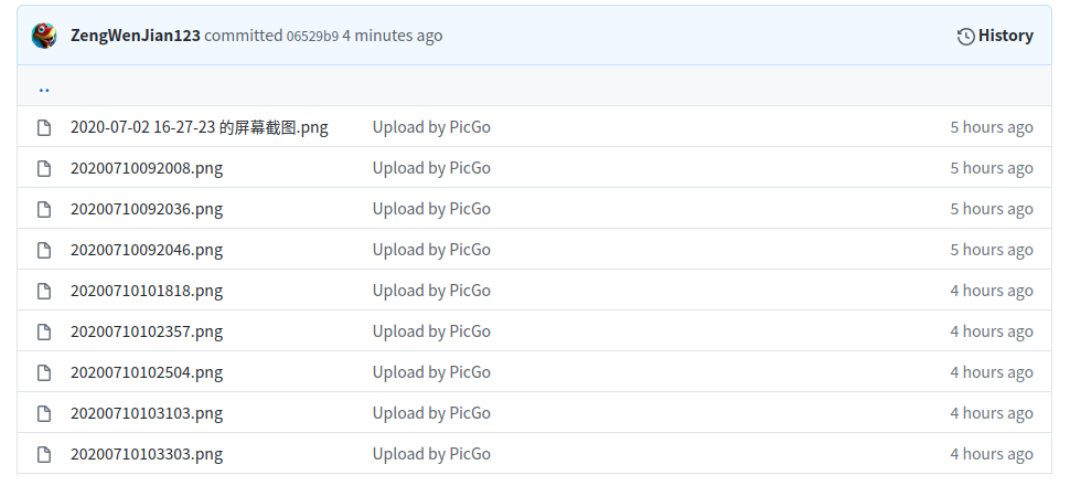 ZengWenJian123 committed 06529b9 4 minutes ago History
..
2020-07-02 16-27-23 的屏幕截图.png Upload by PicGo 5 hours ago
20200710092008.png Upload by PicGo 5 hours ago
20200710092036.png Upload by PicGo 5 hours ago
20200710092046.png Upload by PicGo 5 hours ago
20200710101818.png Upload by PicGo 4 hours ago
20200710102357.png Upload by PicGo 4 hours ago
20200710102504.png Upload by PicGo 4 hours ago
20200710103103.png Upload by PicGo 4 hours ago
20200710103303.png Upload by PicGo 4 hours ago